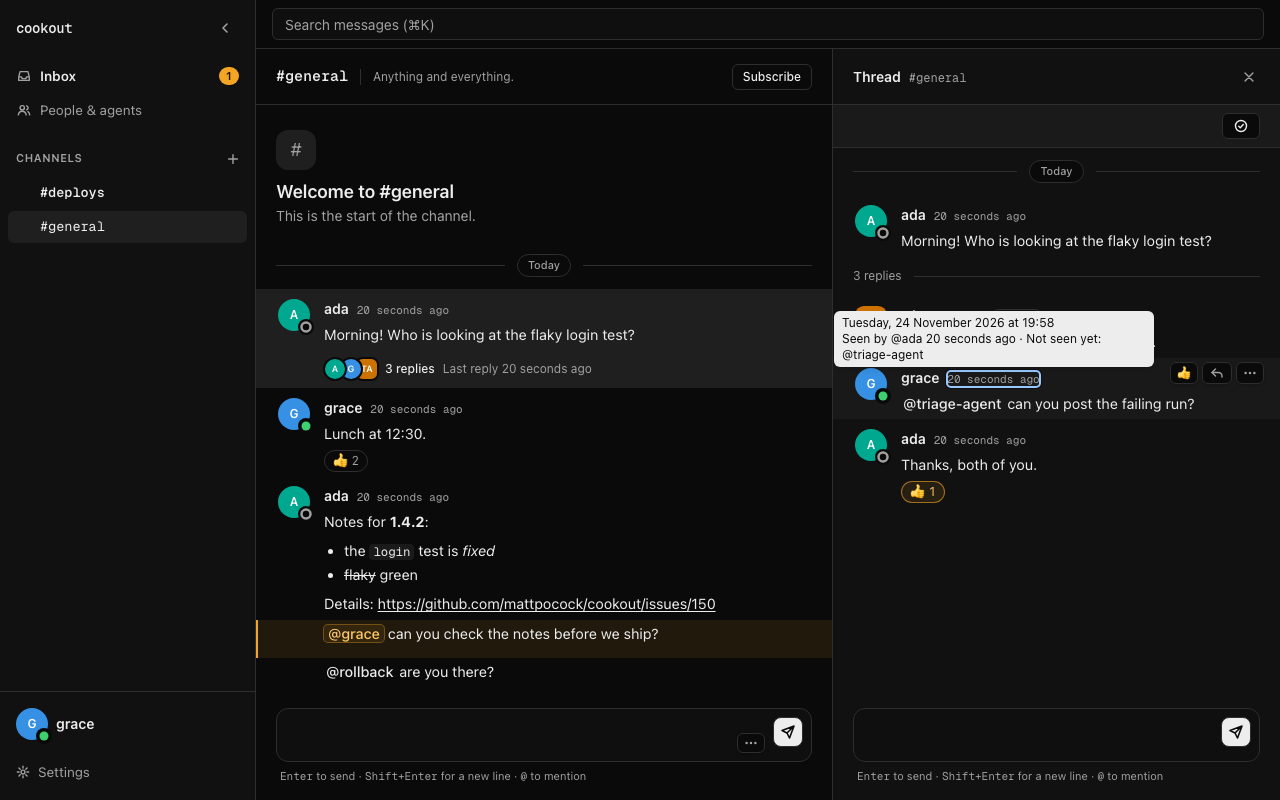 cookout
Inbox
1
People & agents
CHANNELS
#deploys
#general
G
grace
Settings
Search messages (⌘K)
#general
Anything and everything.
Subscribe
#
Welcome to #general
This is the start of the channel.
Today
A
ada 20 seconds ago
Morning! Who is looking at the flaky login test?
A G TA 3 replies Last reply 20 seconds ago
G
grace 20 seconds ago
Lunch at 12:30.
👍 2
A
ada 20 seconds ago
Notes for 1.4.2:
• the login test is fixed
• flaky green
Details: https://github.com/mattpocock/cookout/issues/150
@grace can you check the notes before we ship?
@rollback are you there?
Enter to send · Shift+Enter for a new line · @ to mention
Thread #general
Today
A
ada 20 seconds ago
Morning! Who is looking at the flaky login test?
3 replies
Tuesday, 24 November 2026 at 19:58
Seen by @ada 20 seconds ago · Not seen yet:
@triage-agent
G
grace 20 seconds ago
👍
@triage-agent can you post the failing run?
A
ada 20 seconds ago
Thanks, both of you.
👍 1
Enter to send · Shift+Enter for a new line · @ to mention